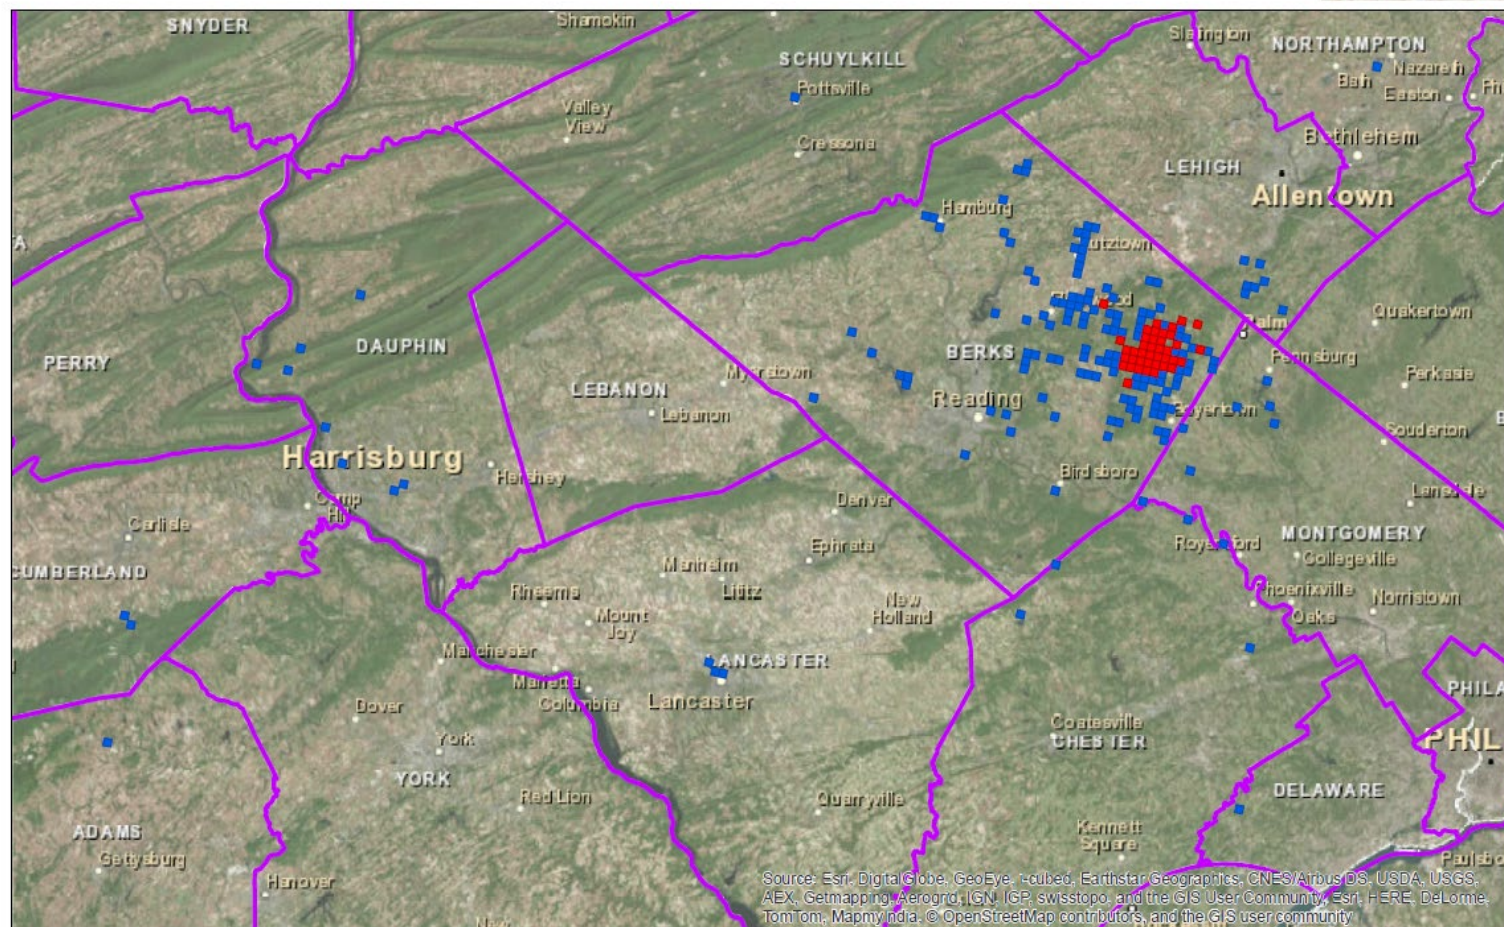 SNYDER
Shamokin
Slatington
NORTHAMPTON
SCHUYLKILL
Nazareth
Bath
Pottsville
Easton
Valley
View
Bethlehem
Cressona
LEHIGH
Allentown
Hamburg
utztown
Quakertown
Palm
DAUPHIN
BERKS
Pennsburg
PERRY
Myerstown
Perkasie
LEBANON
Reading
Lebanon
Boyertown
Souderton
Harrisburg
Hershey
Birdsboro
Camp
Hill
Denver
Lansdale
Carlisle
MONTGOMERY
Ephrata
Royersford
Collegeville
CUMBERLAND
Manheim
Rheems
Lititz
New
Holland
Phoenixville
Norristown
Mount
Joy
Oaks
Manchester
LANCASTER
Marietta
Columbia
Lancaster
PHILA
Dover
Coatesville
CHESTER
York
PHIL
YORK
DELAWARE
Red Lion
Quarryville
ADAMS
Kennett
Square
Gettysburg
Paulsbo
Hanover
Source: Esri, DigitalGlobe, GeoEye, i-cubed, Earthstar Geographics, CNES/Airbus DS, USDA, USGS,
AEX, Getmapping, Aerogrid, IGN, IGP, swisstopo, and the GIS User Community, Esri, HERE, DeLorme,
TomTom, MapmyIndia, © OpenStreetMap contributors, and the GIS user community